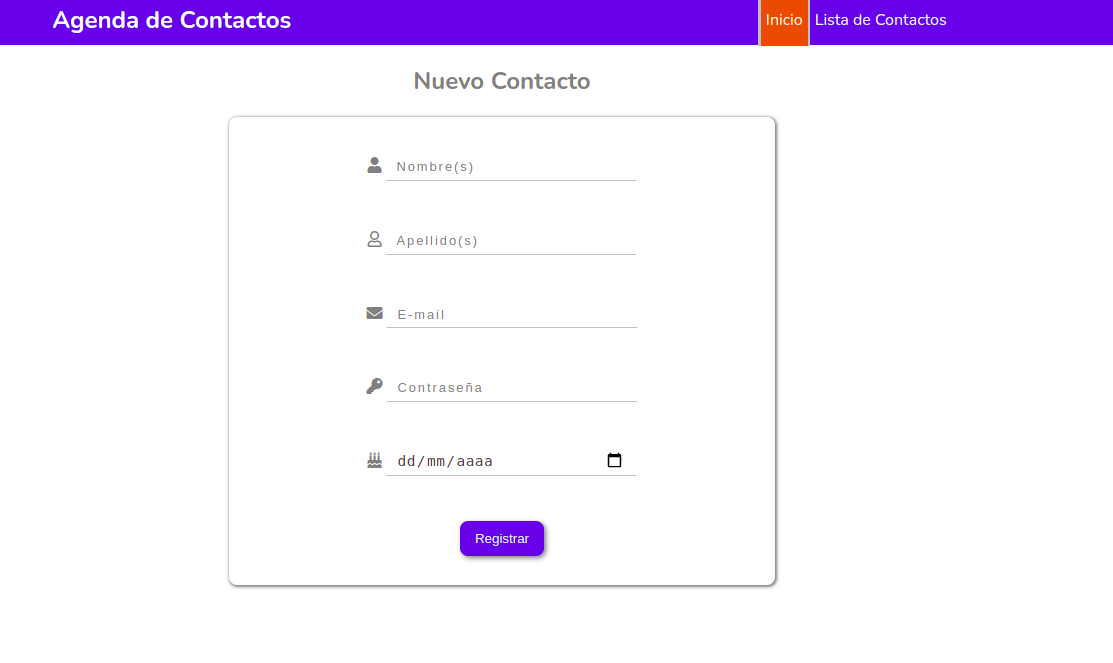 Agenda de Contactos
Inicio
Lista de Contactos
Nuevo Contacto
Nombre(s)
Apellido(s)
E-mail
Contraseña
dd/mm/aaaa
Registrar